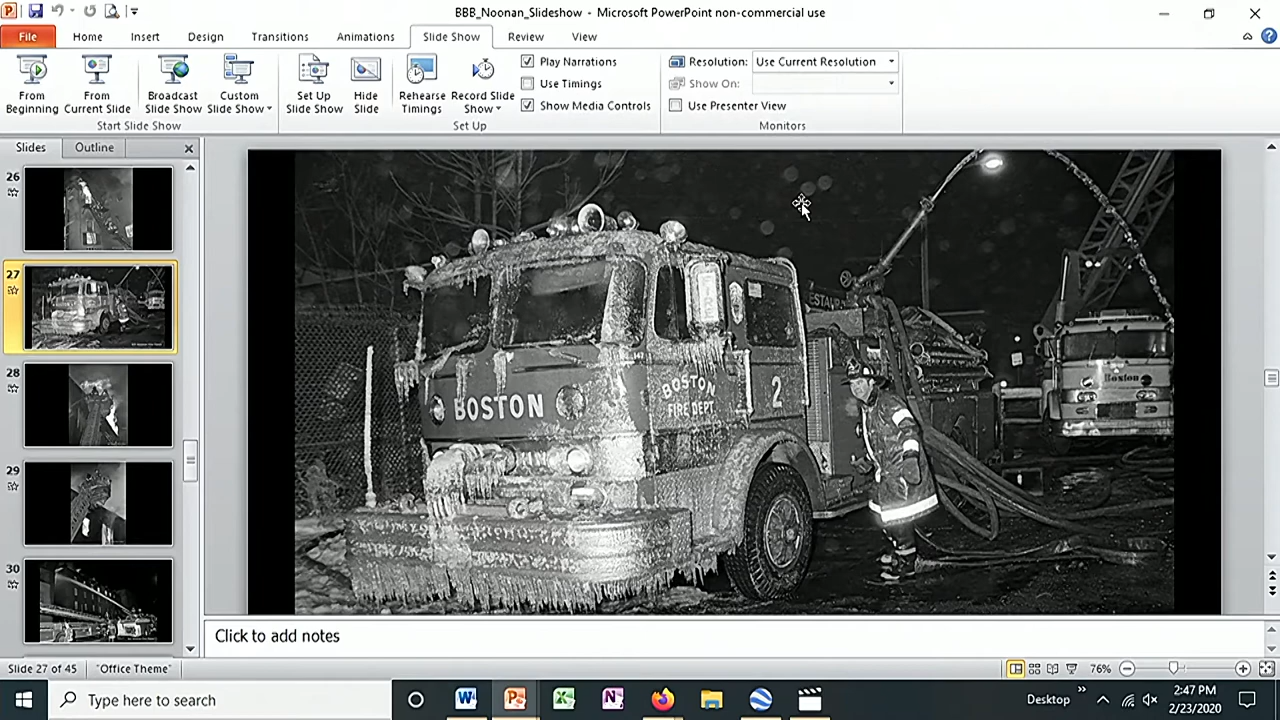 BBB_Noonan_Slideshow - Microsoft PowerPoint non-commercial use
File Home Insert Design Transitions Animations Slide Show Review View
From Beginning
From Current Slide
Broadcast Slide Show
Custom Slide Show
Start Slide Show
Set Up Slide Show
Hide Slide
Rehearse Timings
Record Slide Show
Play Narrations
Use Timings
Show Media Controls
Set Up
Resolution: Use Current Resolution
Show On:
Use Presenter View
Monitors
Slides Outline
26
27
28
29
30
BOSTON
BOSTON
FIRE DEPT.
2
Boston
Click to add notes
Slide 27 of 45 "Office Theme" 76%
Type here to search
Desktop
2:47 PM
2/23/2020